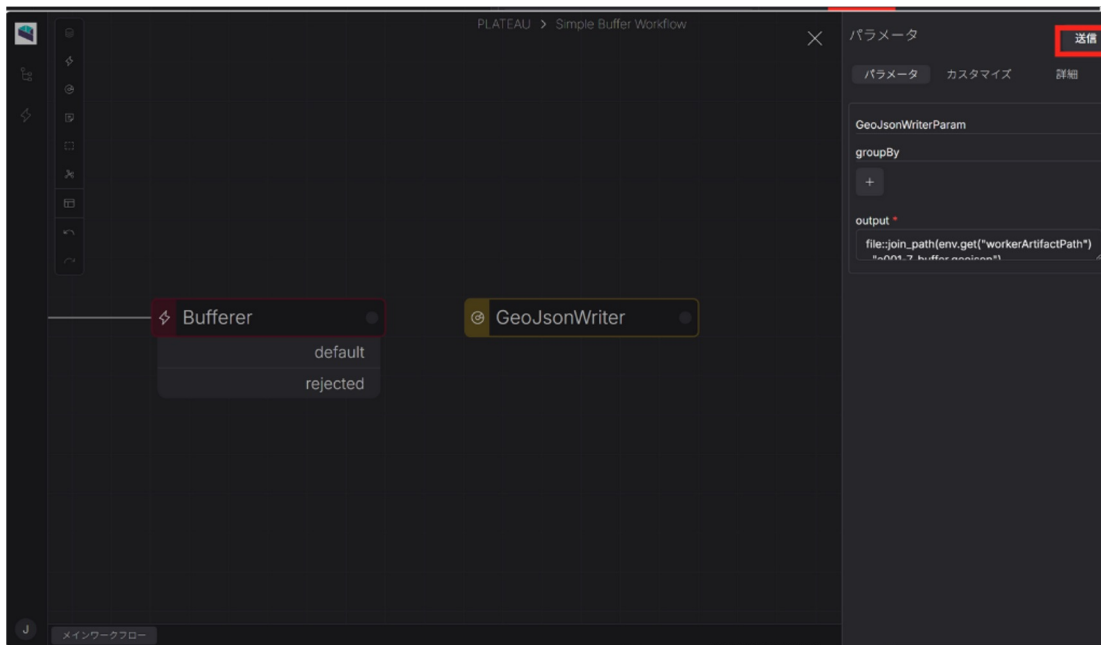 PLATEAU > Simple Buffer Workflow
パラメータ
送信
パラメータ カスタマイズ 詳細
GeoJsonWriterParam
groupBy
+
output *
file::join_path(env.get("workerArtifactPath")
Bufferer
GeoJsonWriter
default
rejected
J
メインワークフロー